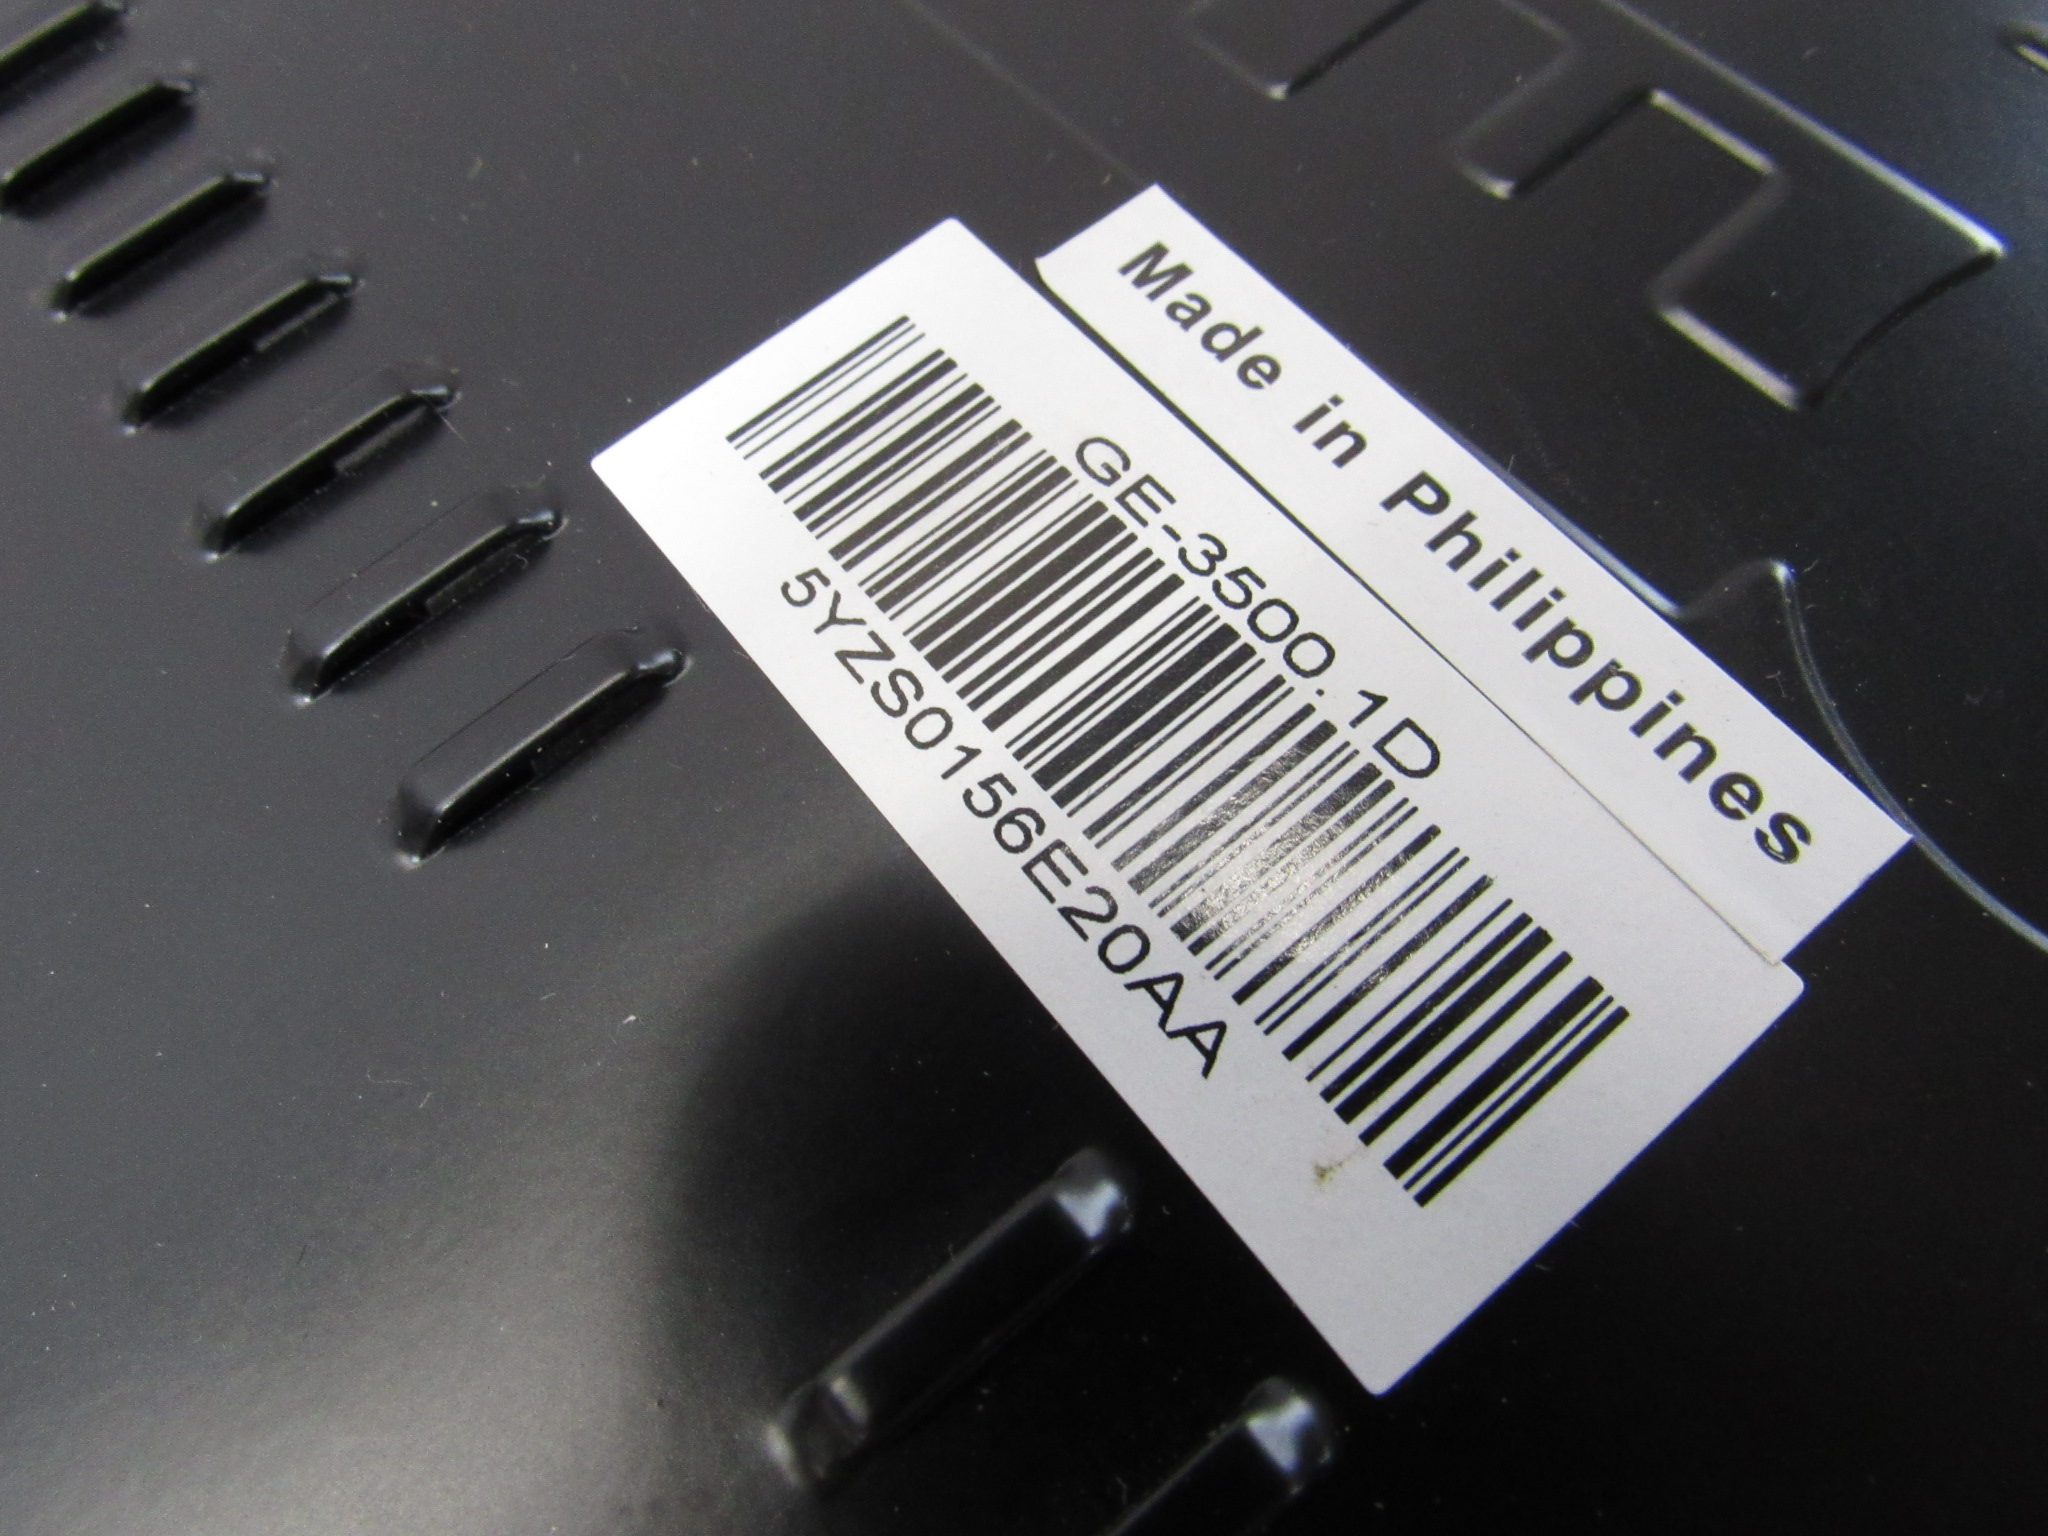 Made in Philippines
GE-3500.1D
5YZS0156E20AA